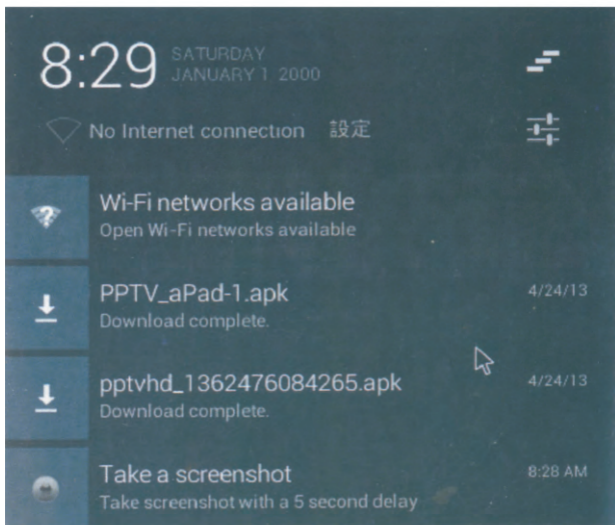 8:29
SATURDAY
JANUARY 1 2000
No Internet connection 設定
Wi-Fi networks available
Open Wi-Fi networks available
PPTV_aPad-1.apk
4/24/13
Download complete.
pptvhd_1362476084265.apk
4/24/13
Download complete.
Take a screenshot
8:28 AM
Take screenshot with a 5 second delay